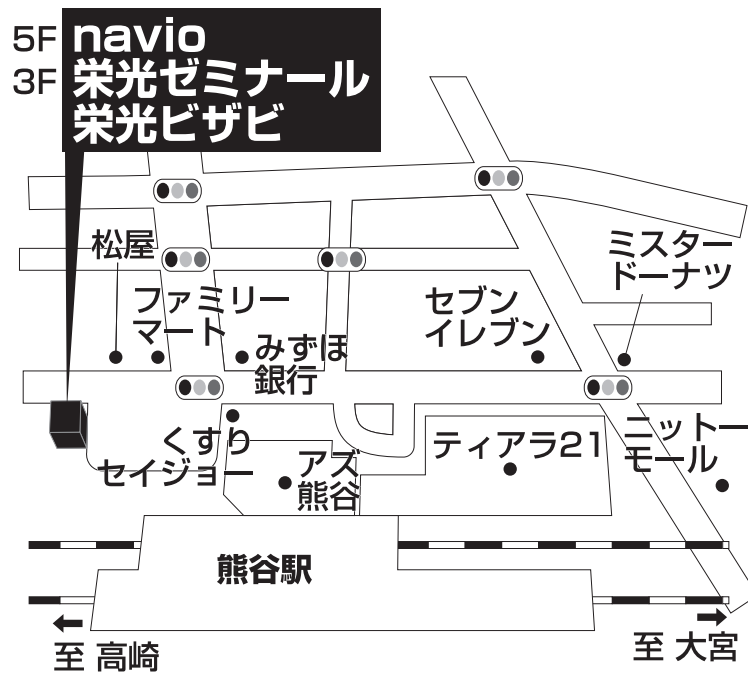 5F navio
3F 栄光ゼミナール
栄光ビザビ
松屋
ファミリー
マート
みずほ
銀行
セブン
イレブン
ミスター
ドーナツ
くすり
セイジョー
アズ
熊谷
ティアラ21
ニットー
モール
熊谷駅
至 高崎
至 大宮